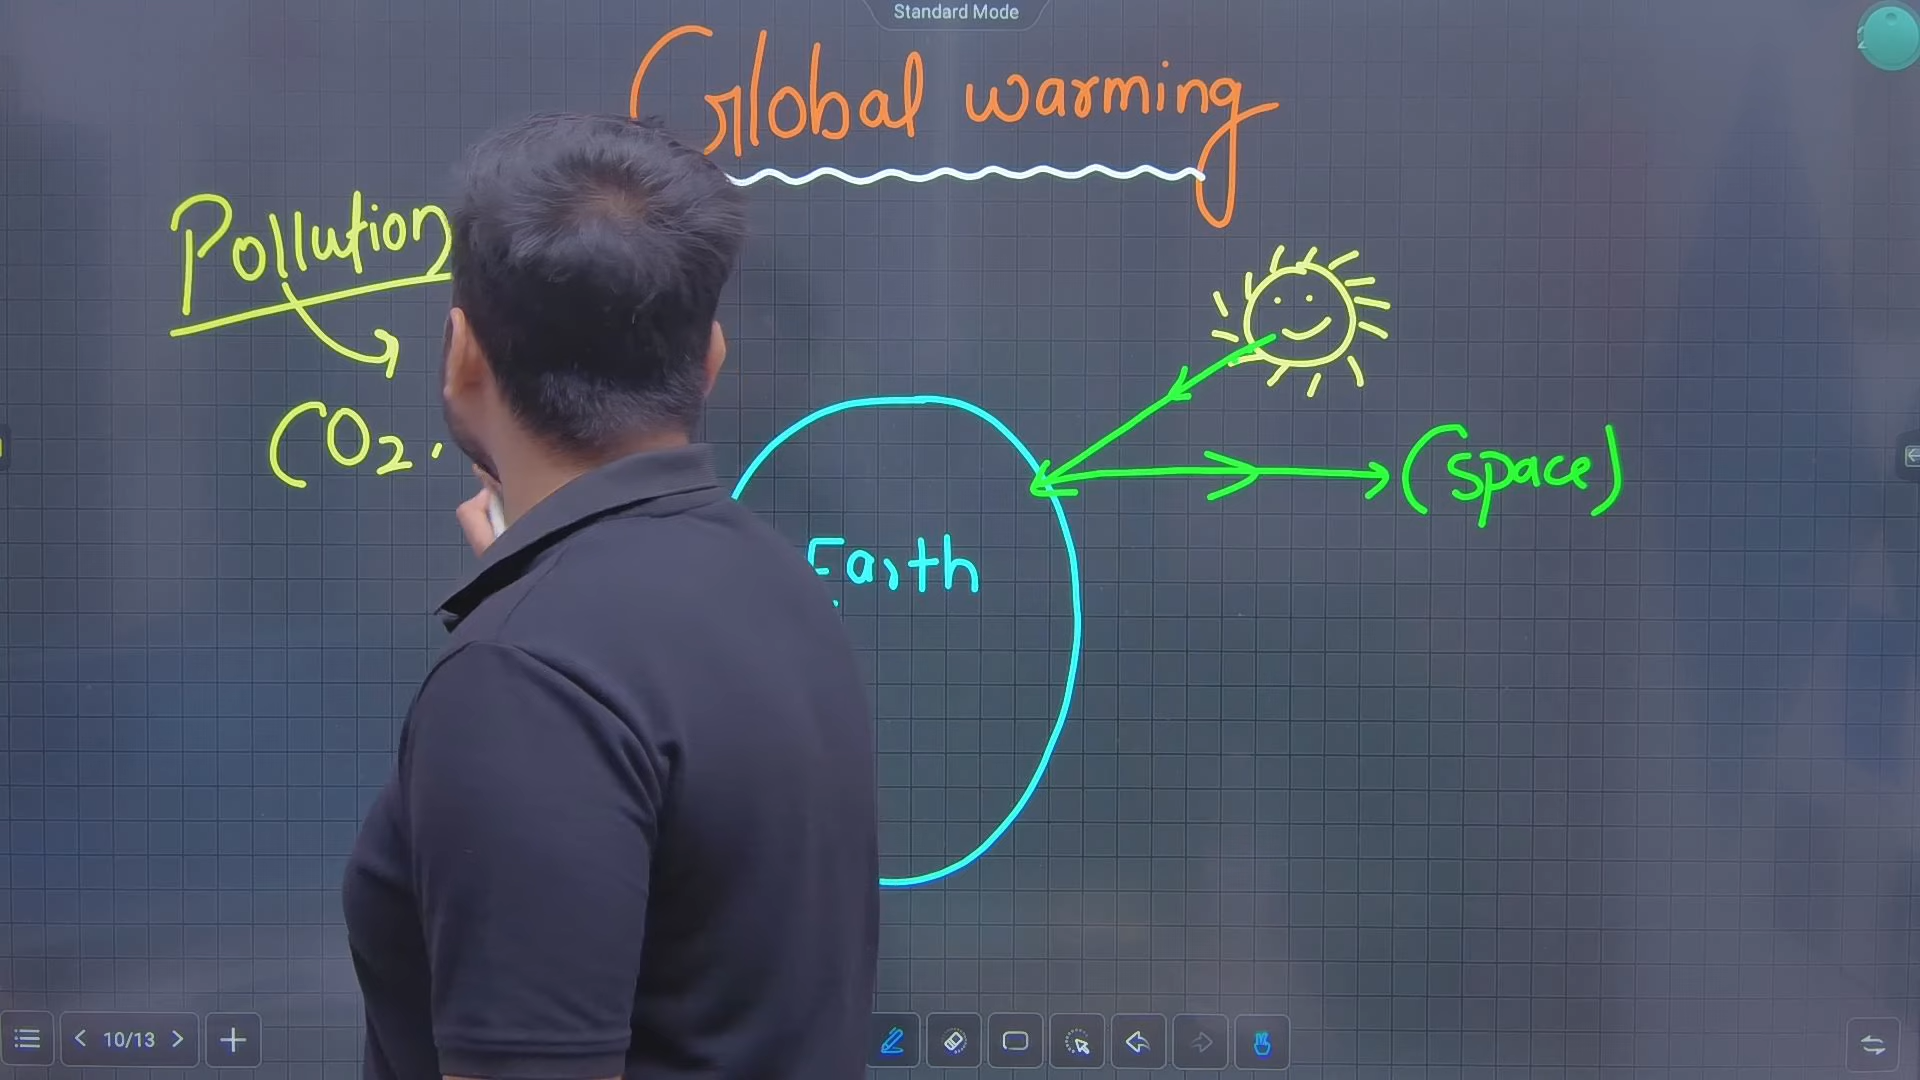 Standard Mode
Global warming
Pollution
CO2.
(space)
Earth
10/13